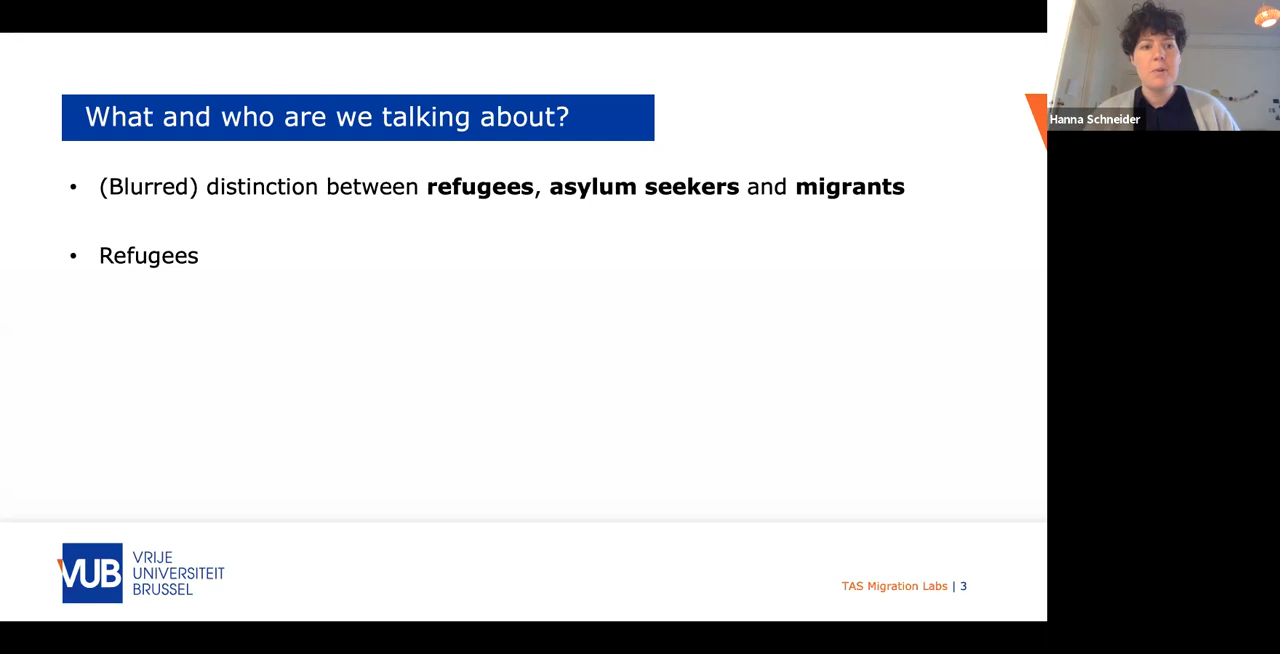 What and who are we talking about?
• (Blurred) distinction between refugees, asylum seekers and migrants
• Refugees
VUB
VRIJE
UNIVERSITEIT
BRUSSEL
TAS Migration Labs | 3
Hanna Schneider